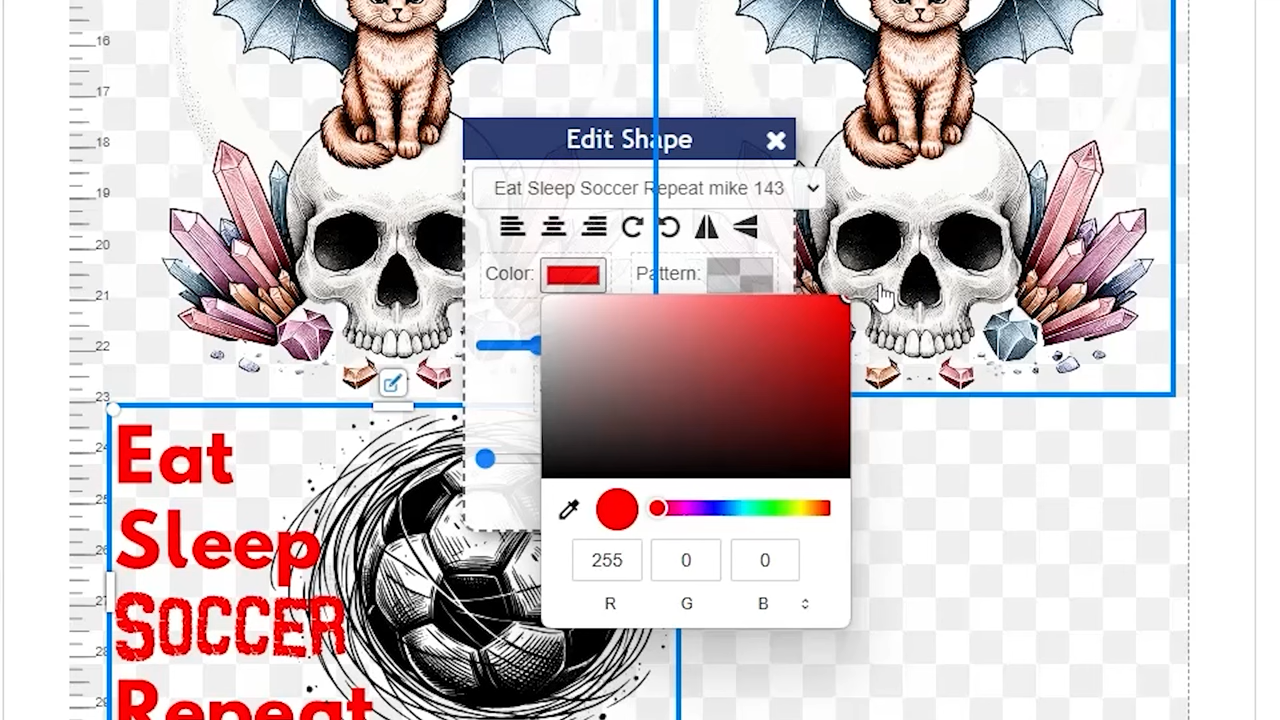 16
17
Edit Shape
18
Eat Sleep Soccer Repeat mike 143
19
20
Color:
Pattern:
21
22
23
Eat
24
25
Sleep
26
255
0
0
R
G
B
27
SOCCER
28
Repeat
29